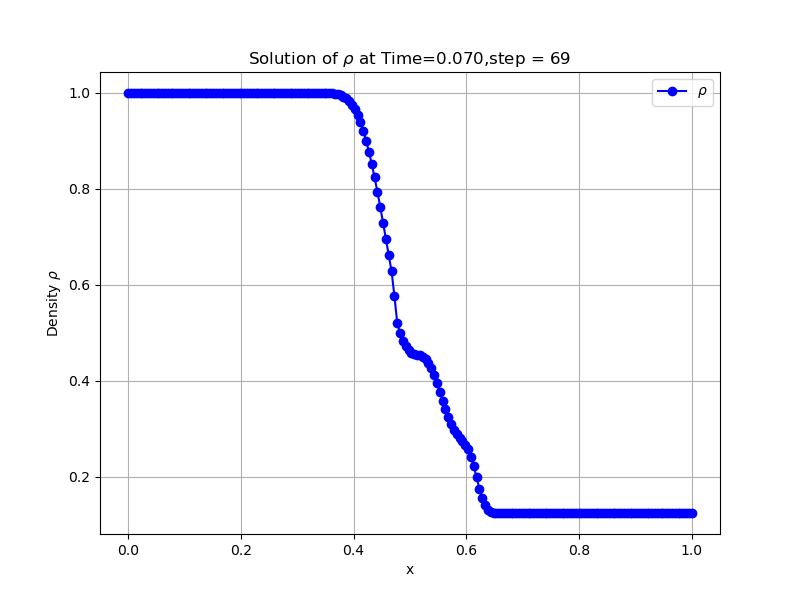 Solution of ρ at Time=0.070,step = 69
ρ
1.0
0.8
0.6
0.4
0.2
Density ρ
0.0 0.2 0.4 0.6 0.8 1.0
x